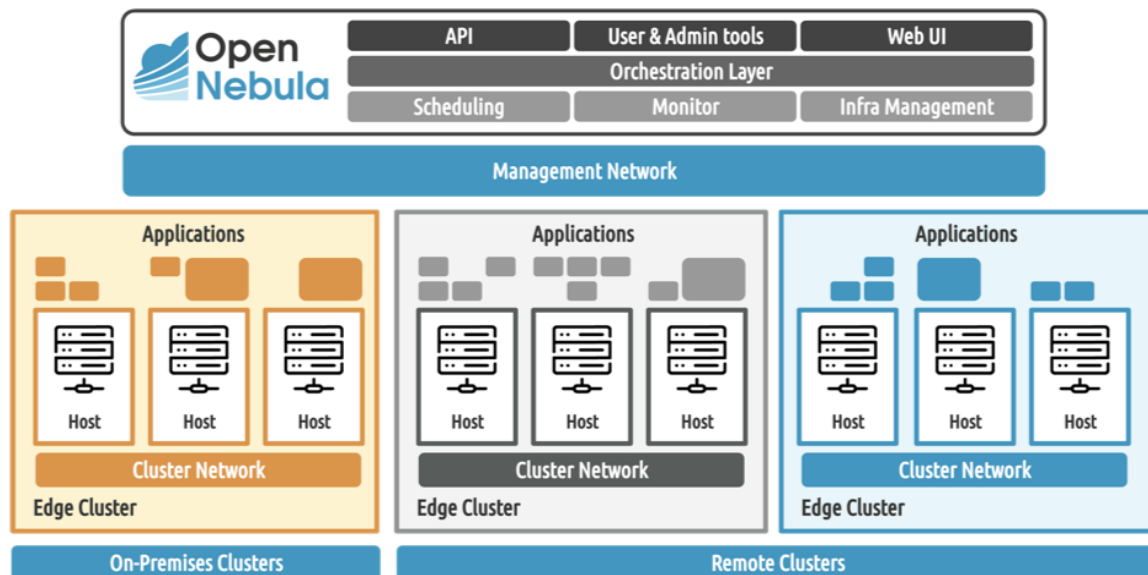 Open
Nebula
API
User & Admin tools
Web UI
Orchestration Layer
Scheduling
Monitor
Infra Management
Management Network
Applications
Host
Host
Host
Cluster Network
Edge Cluster
Applications
Host
Host
Host
Cluster Network
Edge Cluster
Applications
Host
Host
Host
Cluster Network
Edge Cluster
On-Premises Clusters
Remote Clusters